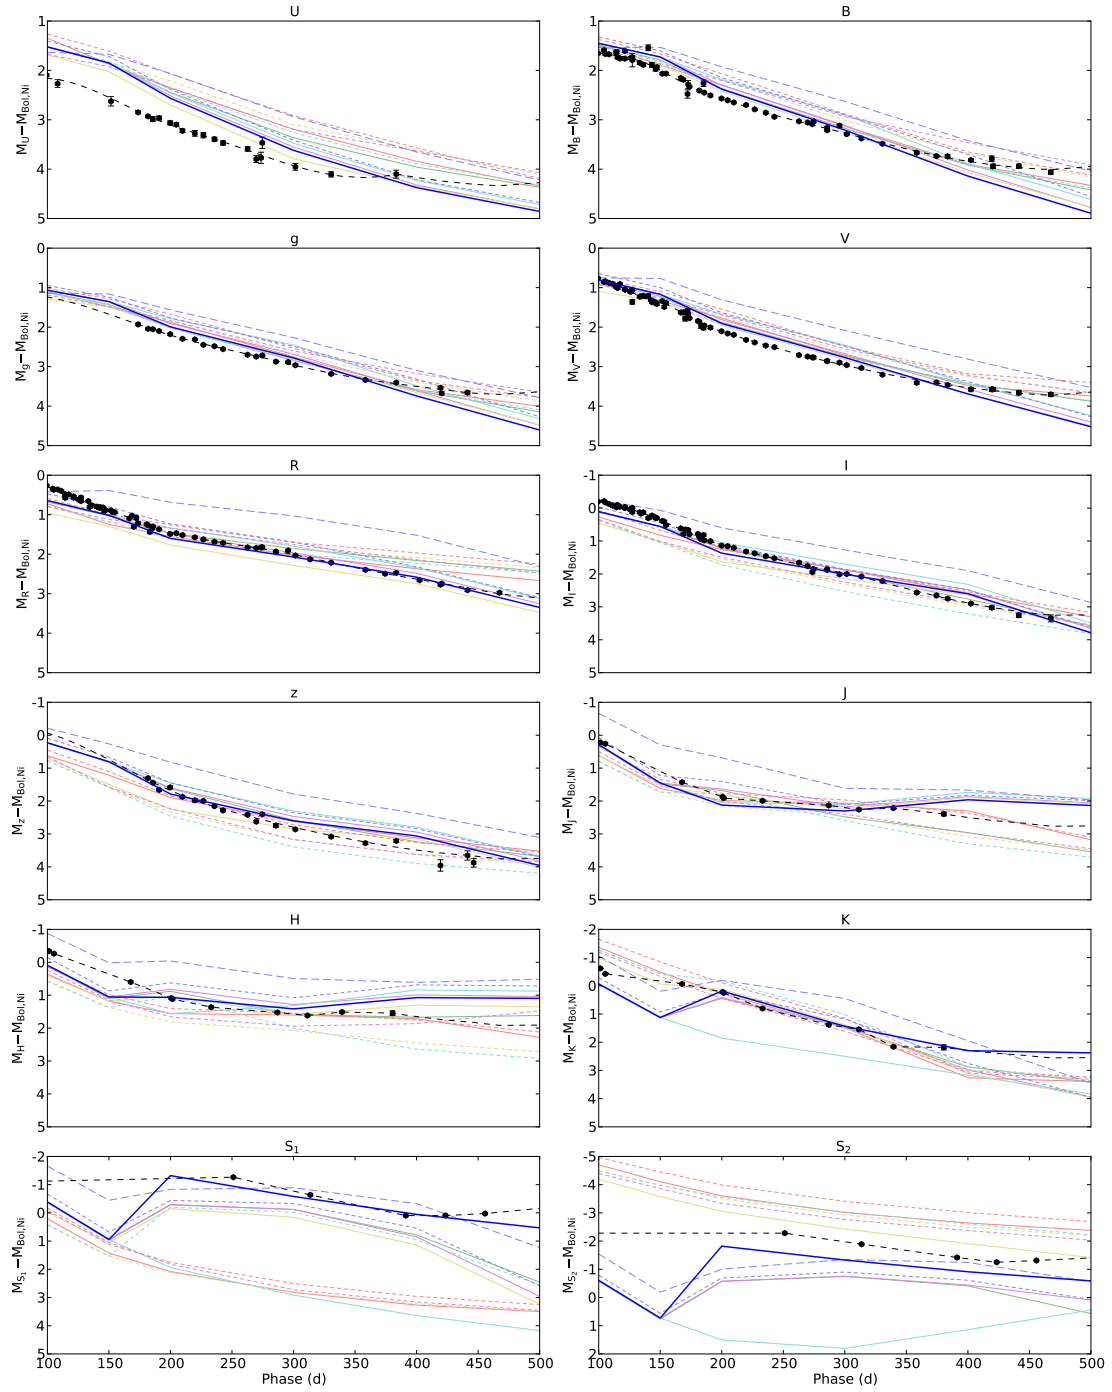 U
B
1
2
3
4
5
M_U−M_Bol,Ni
1
2
3
4
5
M_B−M_Bol,Ni
g
V
0
1
2
3
4
5
M_g−M_Bol,Ni
0
1
2
3
4
5
M_V−M_Bol,Ni
R
I
0
1
2
3
4
5
M_R−M_Bol,Ni
-1
0
1
2
3
4
5
M_I−M_Bol,Ni
z
J
-1
0
1
2
3
4
5
M_z−M_Bol,Ni
-1
0
1
2
3
4
5
M_J−M_Bol,Ni
H
K
-1
0
1
2
3
4
5
M_H−M_Bol,Ni
-2
-1
0
1
2
3
4
5
M_K−M_Bol,Ni
S₁
S₂
-2
-1
0
1
2
3
4
5
M_S₁−M_Bol,Ni
-5
-4
-3
-2
-1
0
1
2
M_S₂−M_Bol,Ni
100 150 200 250 300 350 400 450 500
Phase (d)
100 150 200 250 300 350 400 450 500
Phase (d)